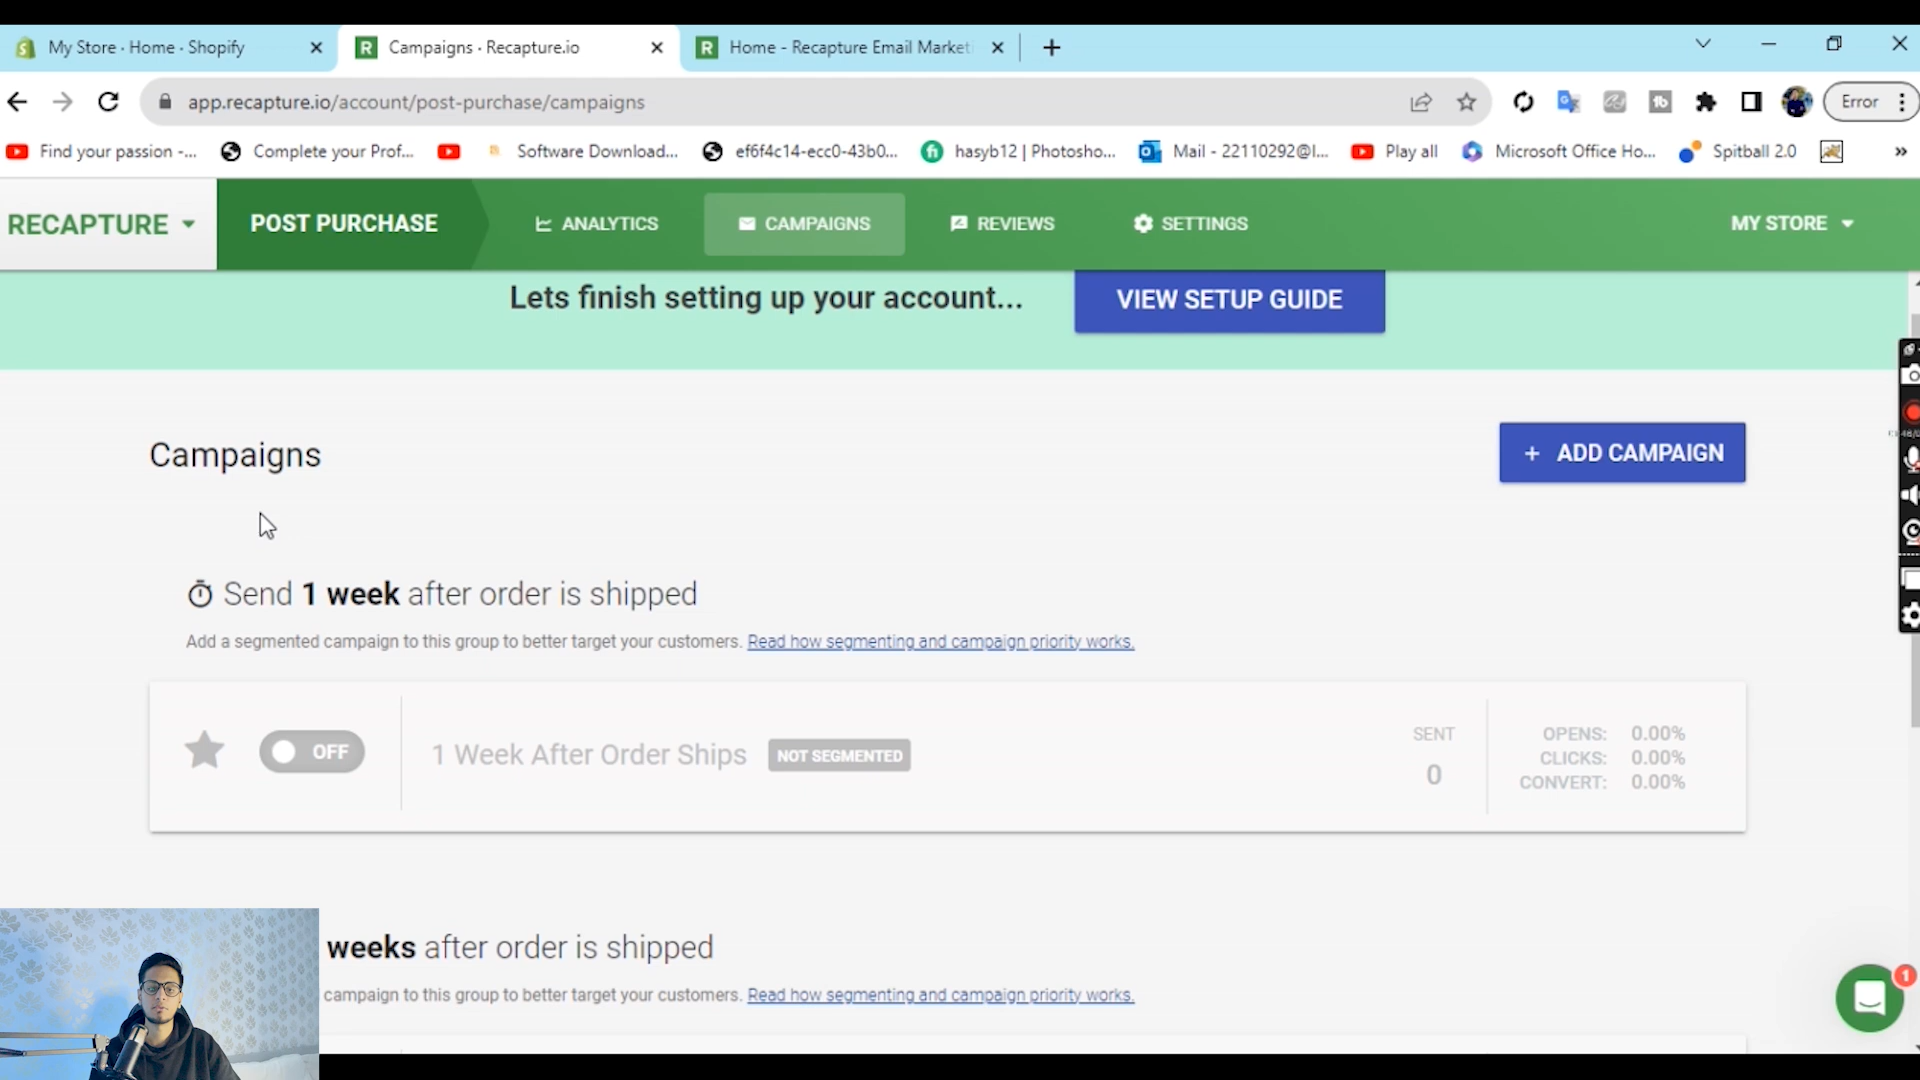 My Store · Home · Shopify
Campaigns · Recapture.io
Home - Recapture Email Marketi
app.recapture.io/account/post-purchase/campaigns
Error
Find your passion -...
Complete your Prof...
Software Download...
ef6f4c14-ecc0-43b0...
hasyb12 | Photosho...
Mail - 22110292@l...
Play all
Microsoft Office Ho...
Spitball 2.0
RECAPTURE
POST PURCHASE
ANALYTICS
CAMPAIGNS
REVIEWS
SETTINGS
MY STORE
Lets finish setting up your account...
VIEW SETUP GUIDE
Campaigns
+ ADD CAMPAIGN
Send 1 week after order is shipped
Add a segmented campaign to this group to better target your customers. Read how segmenting and campaign priority works.
OFF
1 Week After Order Ships
NOT SEGMENTED
SENT
0
OPENS: 0.00%
CLICKS: 0.00%
CONVERT: 0.00%
weeks after order is shipped
campaign to this group to better target your customers. Read how segmenting and campaign priority works.
1